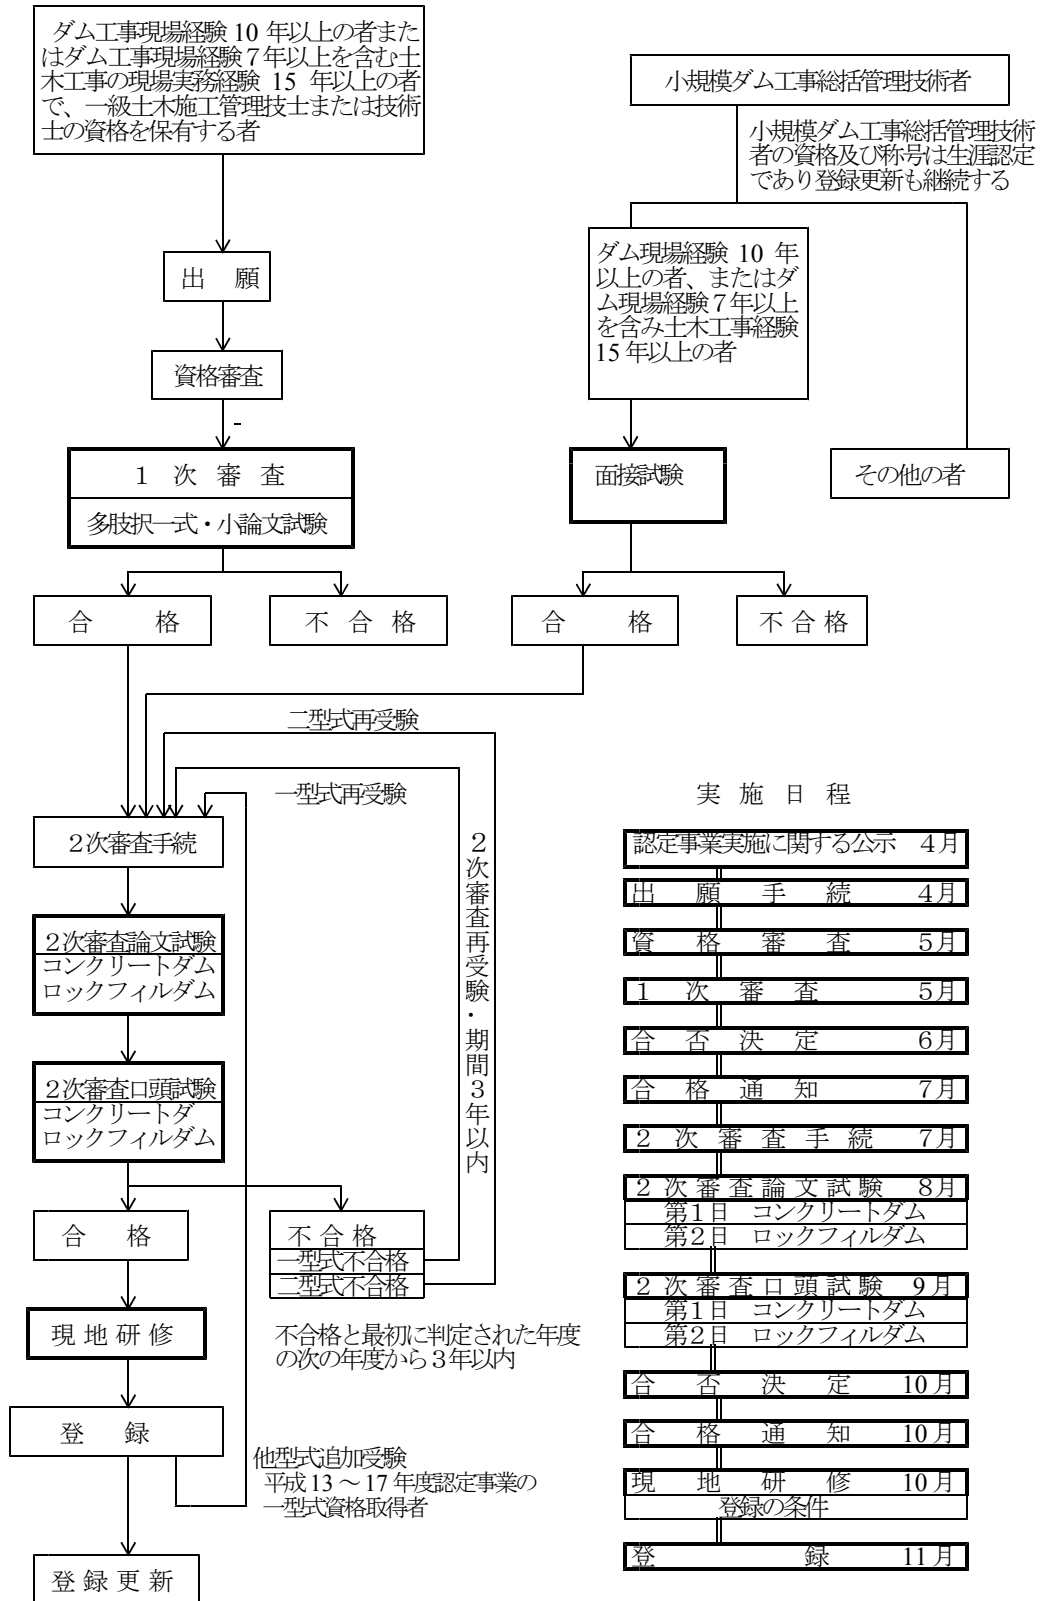 ダム工事現場経験 10 年以上の者また
はダム工事現場経験７年以上を含む土
木工事の現場実務経験 15 年以上の者
で、一級土木施工管理技士または技術
士の資格を保有する者
出 願
資格審査
-
１ 次 審 査
多肢択一式・小論文試験
合 格
不 合 格
小規模ダム工事総括管理技術者
小規模ダム工事総括管理技術
者の資格及び称号は生涯認定
であり登録更新も継続する
ダム現場経験 10 年
以上の者、またはダ
ム現場経験７年以上
を含み土木工事経験
15 年以上の者
面接試験
その他の者
合 格
不 合 格
二型式再受験
一型式再受験
２次審査再受験・期間３年以内
２次審査手続
２次審査論文試験
コンクリートダム
ロックフィルダム
２次審査口頭試験
コンクリートダ
ロックフィルダム
合 格
不 合 格
一型式不合格
二型式不合格
現 地 研 修
不合格と最初に判定された年度
の次の年度から３年以内
登 録
他型式追加受験
平成 13 ～ 17 年度認定事業の
一型式資格取得者
登 録 更 新
実 施 日 程
認定事業実施に関する公示 ４月
出 願 手 続 ４月
資 格 審 査 ５月
１ 次 審 査 ５月
合 否 決 定 ６月
合 格 通 知 ７月
２ 次 審 査 手 続 ７月
２ 次 審 査 論 文 試 験 ８月
第１日 コンクリートダム
第２日 ロックフィルダム
２ 次 審 査 口 頭 試 験 ９月
第１日 コンクリートダム
第２日 ロックフィルダム
合 否 決 定 10 月
合 格 通 知 10 月
現 地 研 修 10 月
登録の条件
登 録 11 月